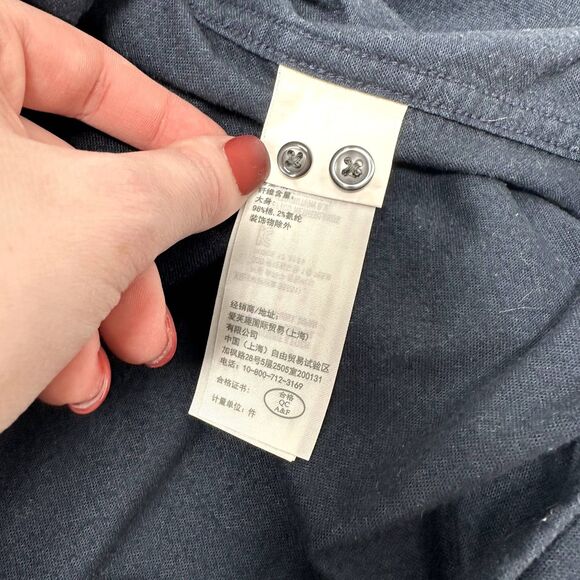 纤维含量:
大身:
98%棉,2%氨纶
装饰物除外
经销商/地址:
爱芙趣国际贸易(上海)
有限公司
中国(上海)自由贸易试验区
加枫路28号5层2505室200131
电话:10-800-712-3169
合格证书:
合格
QC
A&F
计量单位:件